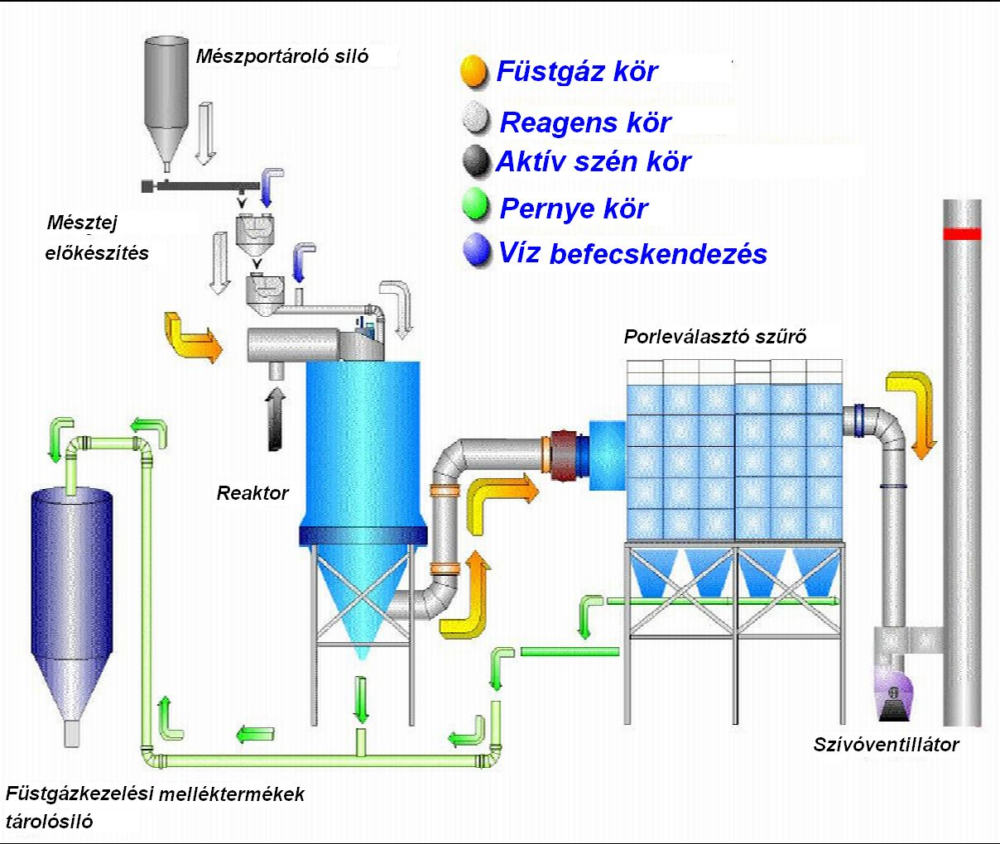 Mészportároló siló
Füstgáz kör
Reagens kör
Aktív szén kör
Pernye kör
Víz befecskendezés
Mésztej
előkészítés
Porleválasztó szűrő
Reaktor
Szívóventillátor
Füstgázkezelési melléktermékek
tárolósiló